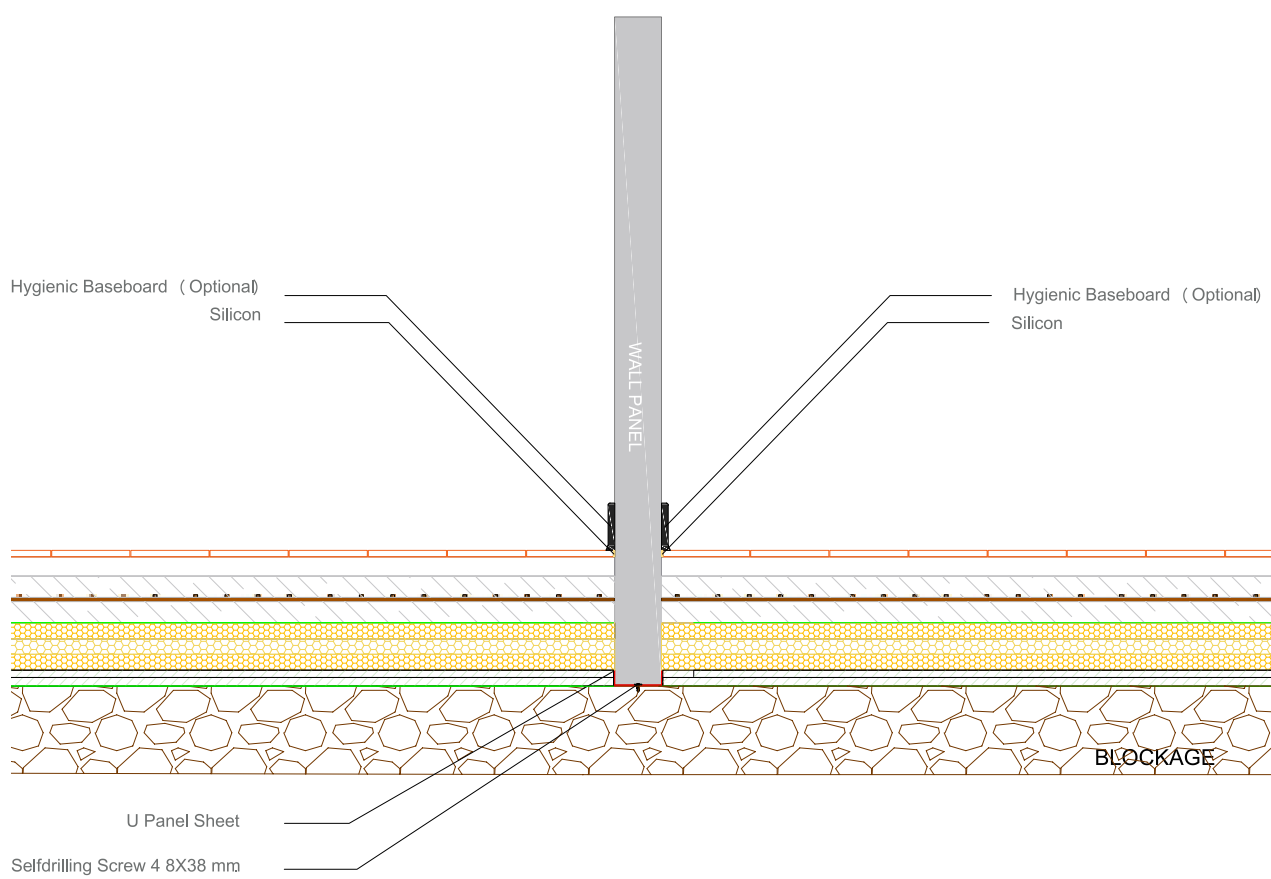 Hygienic Baseboard ( Optional)
Silicon
Hygienic Baseboard ( Optional)
Silicon
WALL PANEL
BLOCKAGE
U Panel Sheet
Selfdrilling Screw 4 8X38 mm